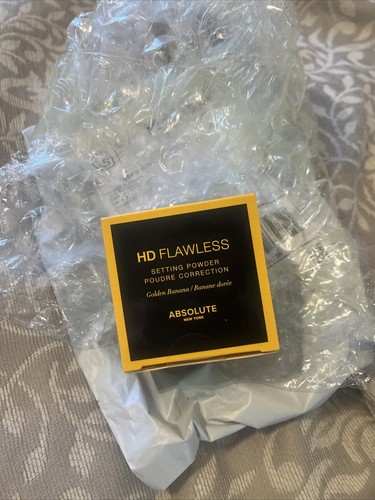 HD FLAWLESS
SETTING POWDER
POUDRE CORRECTION
Golden Banana / Banane dorée
ABSOLUTE
NEW YORK